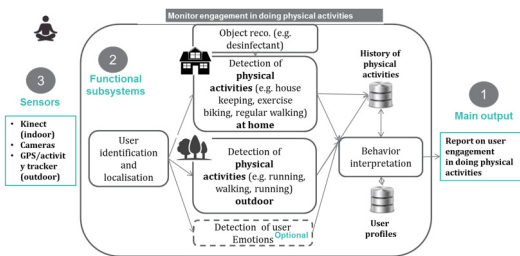 Monitor engagement in doing physical activities
Object reco. (e.g.
desinfectant)
2
Functional
subsystems
Detection of
physical
activities (e.g. house
keeping, exercise
biking, regular walking)
at home
History of
physical
activities
3
Sensors
• Kinect
(indoor)
• Cameras
• GPS/activit
y tracker
(outdoor)
User
identification
and
localisation
Detection of
physical
activities (e.g. running,
walking, running)
outdoor
Detection of user
Emotions
Optional
Behavior
interpretation
User
profiles
1
Main output
Report on user
engagement
in doing physical
activities